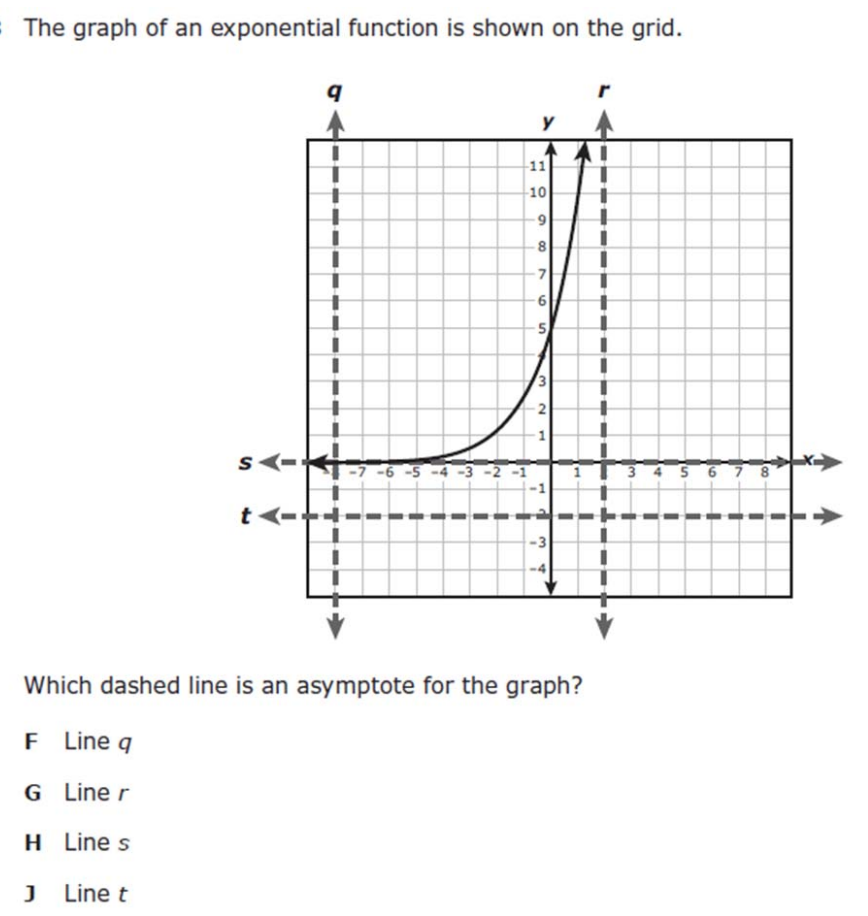 The graph of an exponential function is shown on the grid.
q r
y
11
10
9
8
7
6
5
4
3
2
1
s -7 -6 -5 -4 -3 -2 -1 1 3 4 5 6 7 8 x
-1
t
-3
-4
Which dashed line is an asymptote for the graph?
F Line q
G Line r
H Line s
J Line t